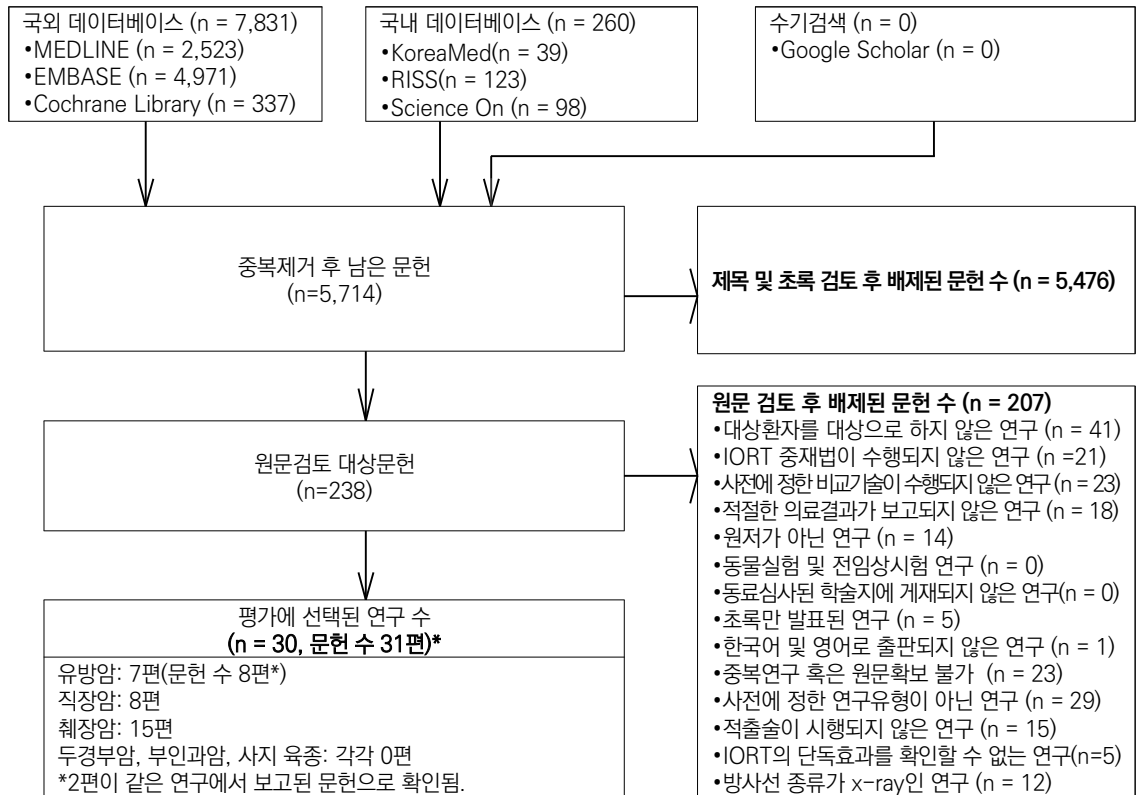 국외 데이터베이스 (n = 7,831)
•MEDLINE (n = 2,523)
•EMBASE (n = 4,971)
•Cochrane Library (n = 337)
국내 데이터베이스 (n = 260)
•KoreaMed(n = 39)
•RISS(n = 123)
•Science On (n = 98)
수기검색 (n = 0)
•Google Scholar (n = 0)
중복제거 후 남은 문헌
(n=5,714)
제목 및 초록 검토 후 배제된 문헌 수 (n = 5,476)
원문검토 대상문헌
(n=238)
원문 검토 후 배제된 문헌 수 (n = 207)
•대상환자를 대상으로 하지 않은 연구 (n = 41)
•IORT 중재법이 수행되지 않은 연구 (n =21)
•사전에 정한 비교기술이 수행되지 않은 연구 (n = 23)
•적절한 의료결과가 보고되지 않은 연구 (n = 18)
•원저가 아닌 연구 (n = 14)
•동물실험 및 전임상시험 연구 (n = 0)
•동료심사된 학술지에 게재되지 않은 연구(n = 0)
•초록만 발표된 연구 (n = 5)
•한국어 및 영어로 출판되지 않은 연구 (n = 1)
•중복연구 혹은 원문확보 불가 (n = 23)
•사전에 정한 연구유형이 아닌 연구 (n = 29)
•적출술이 시행되지 않은 연구 (n = 15)
•IORT의 단독효과를 확인할 수 없는 연구(n=5)
•방사선 종류가 x-ray인 연구 (n = 12)
평가에 선택된 연구 수
(n = 30, 문헌 수 31편)*
유방암: 7편(문헌 수 8편*)
직장암: 8편
췌장암: 15편
두경부암, 부인과암, 사지 육종: 각각 0편
*2편이 같은 연구에서 보고된 문헌으로 확인됨.